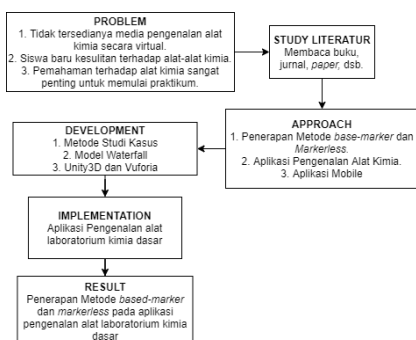 PROBLEM
1. Tidak tersedianya media pengenalan alat
kimia secara virtual.
2. Siswa baru kesulitan terhadap alat-alat kimia.
3. Pemahaman terhadap alat kimia sangat
penting untuk memulai praktikum.
STUDY LITERATUR
Membaca buku,
jurnal, paper, dsb.
APPROACH
1. Penerapan Metode base-marker dan
Markerless.
2. Aplikasi Pengenalan Alat Kimia.
3. Aplikasi Mobile
DEVELOPMENT
1. Metode Studi Kasus
2. Model Waterfall
3. Unity3D dan Vuforia
IMPLEMENTATION
Aplikasi Pengenalan alat
laboratorium kimia dasar
RESULT
Penerapan Metode based-marker
dan markerless pada aplikasi
pengenalan alat laboratorium kimia
dasar